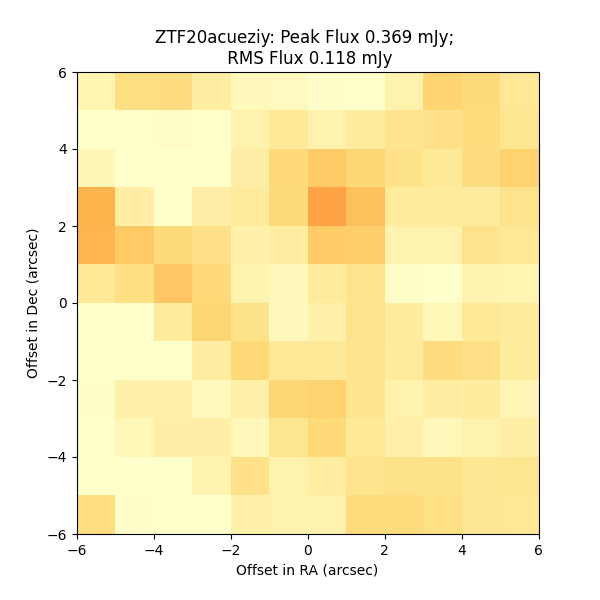 ZTF20acueziy: Peak Flux 0.369 mJy;
RMS Flux 0.118 mJy
6
4
2
0
−2
−4
−6
Offset in Dec (arcsec)
−6 −4 −2 0 2 4 6
Offset in RA (arcsec)